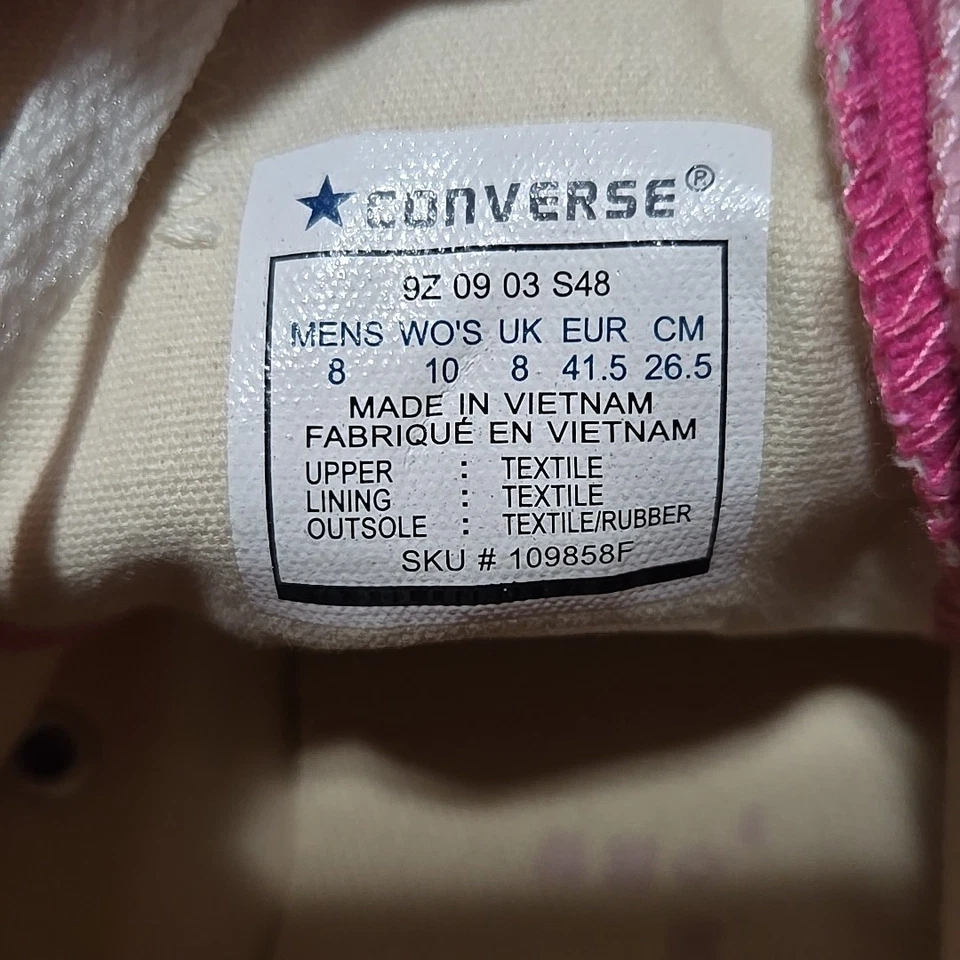 CONVERSE®
9Z 09 03 S48
MENS WO'S UK EUR CM
8 10 8 41.5 26.5
MADE IN VIETNAM
FABRIQUÉ EN VIETNAM
UPPER : TEXTILE
LINING : TEXTILE
OUTSOLE : TEXTILE/RUBBER
SKU # 109858F